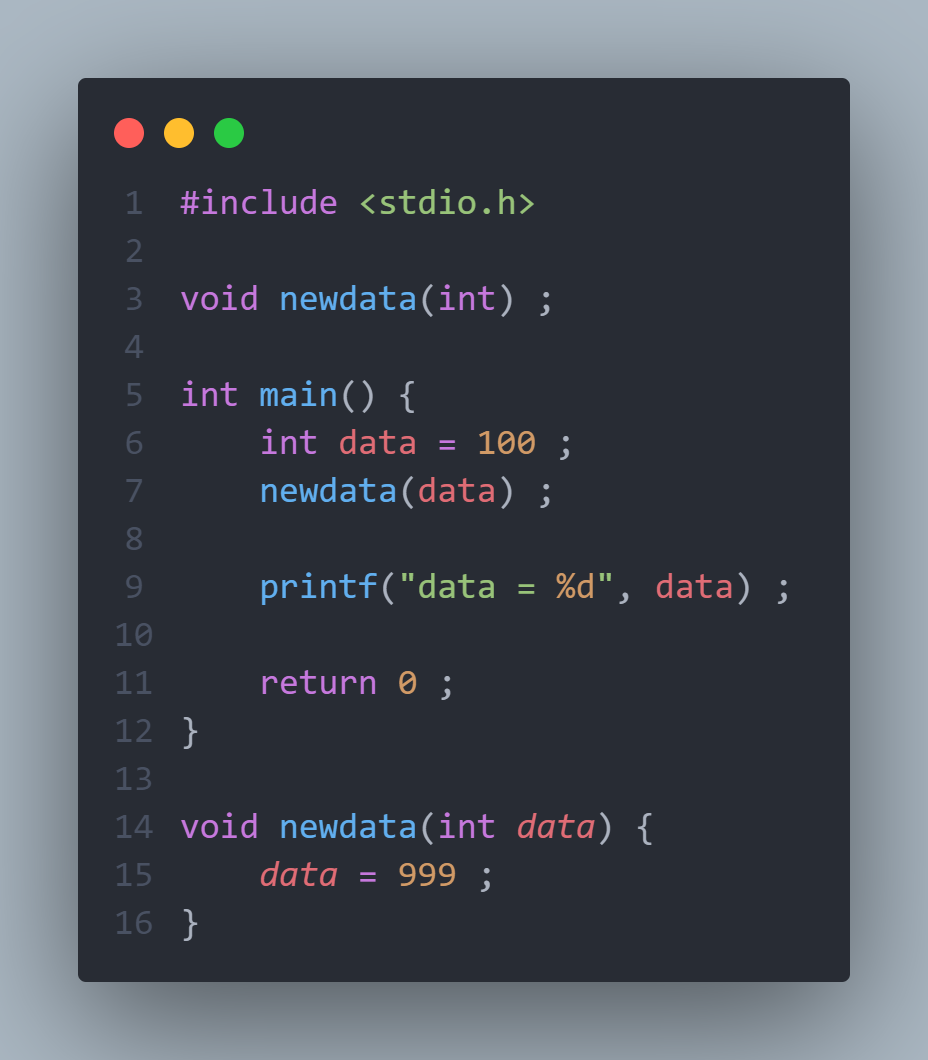 1 #include <stdio.h>
2
3 void newdata(int) ;
4
5 int main() {
6     int data = 100 ;
7     newdata(data) ;
8
9     printf("data = %d", data) ;
10
11     return 0 ;
12 }
13
14 void newdata(int data) {
15     data = 999 ;
16 }